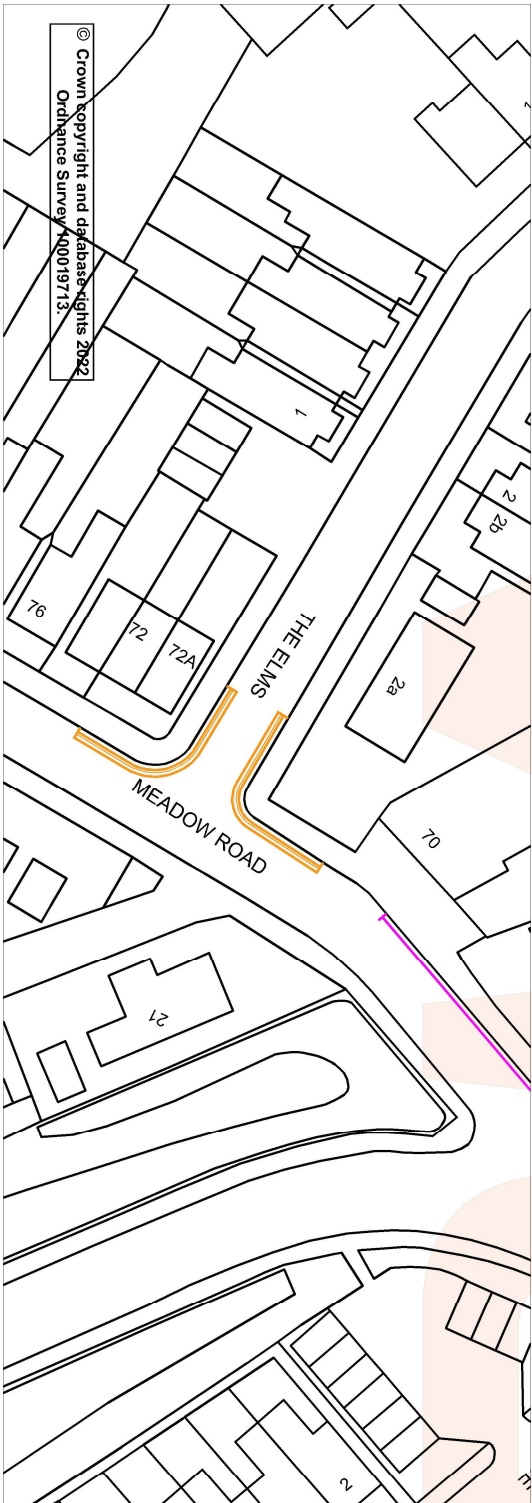 © Crown copyright and database rights 2022
Ordnance Survey 100019713.
1
2
2b
THE ELMS
2a
76
72
72A
MEADOW ROAD
70
21
2